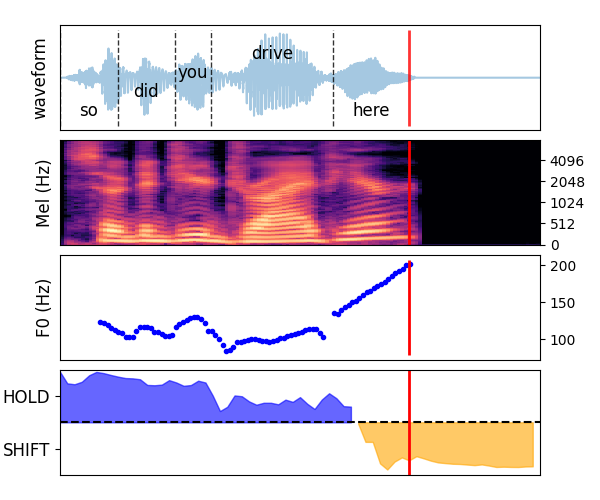 waveform
so did you drive here
Mel (Hz)
4096
2048
1024
512
0
F0 (Hz)
200
150
100
HOLD
SHIFT